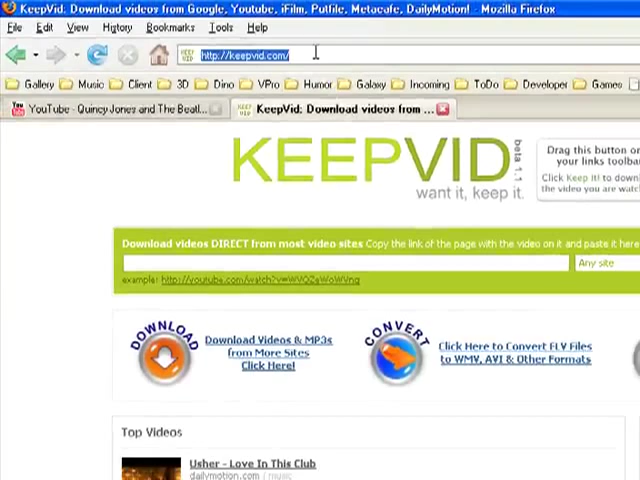 KeepVid: Download videos from Google, Youtube, iFilm, Putfile, Metacafe, DailyMotion! - Mozilla Firefox
File Edit View History Bookmarks Tools Help
http://keepvid.com/
Gallery Music Client 3D Dino VPro Humor Galaxy Incoming ToDo Developer Games
YouTube - Quincy Jones and The Beatl... KeepVid: Download videos from ...
KEEPVID beta 1.1
want it, keep it.
Drag this button on
your links toolba
Click Keep It! to down
the video you are watc
Download videos DIRECT from most video sites Copy the link of the page with the video on it and paste it here
Any site
example:
DOWNLOAD
Download Videos & MP3s
from More Sites
Click Here!
CONVERT
Click Here to Convert FLV Files
to WMV, AVI & Other Formats
Top Videos
Usher - Love In This Club
dailymotion.com / music